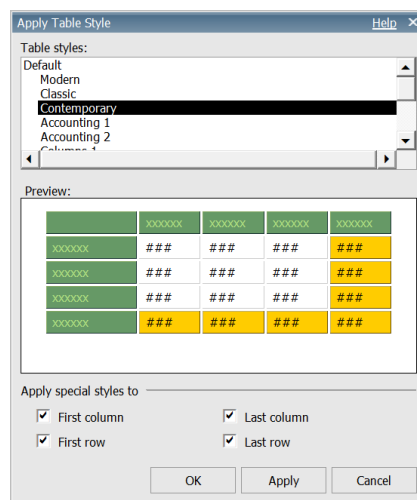 Apply Table Style Help ×
Table styles:
Default
Modern
Classic
Contemporary
Accounting 1
Accounting 2
Columns 1
Preview:
xxxxxx xxxxxx xxxxxx xxxxxx
xxxxxx ### ### ### ###
xxxxxx ### ### ### ###
xxxxxx ### ### ### ###
xxxxxx ### ### ### ###
Apply special styles to
First column Last column
First row Last row
OK Apply Cancel